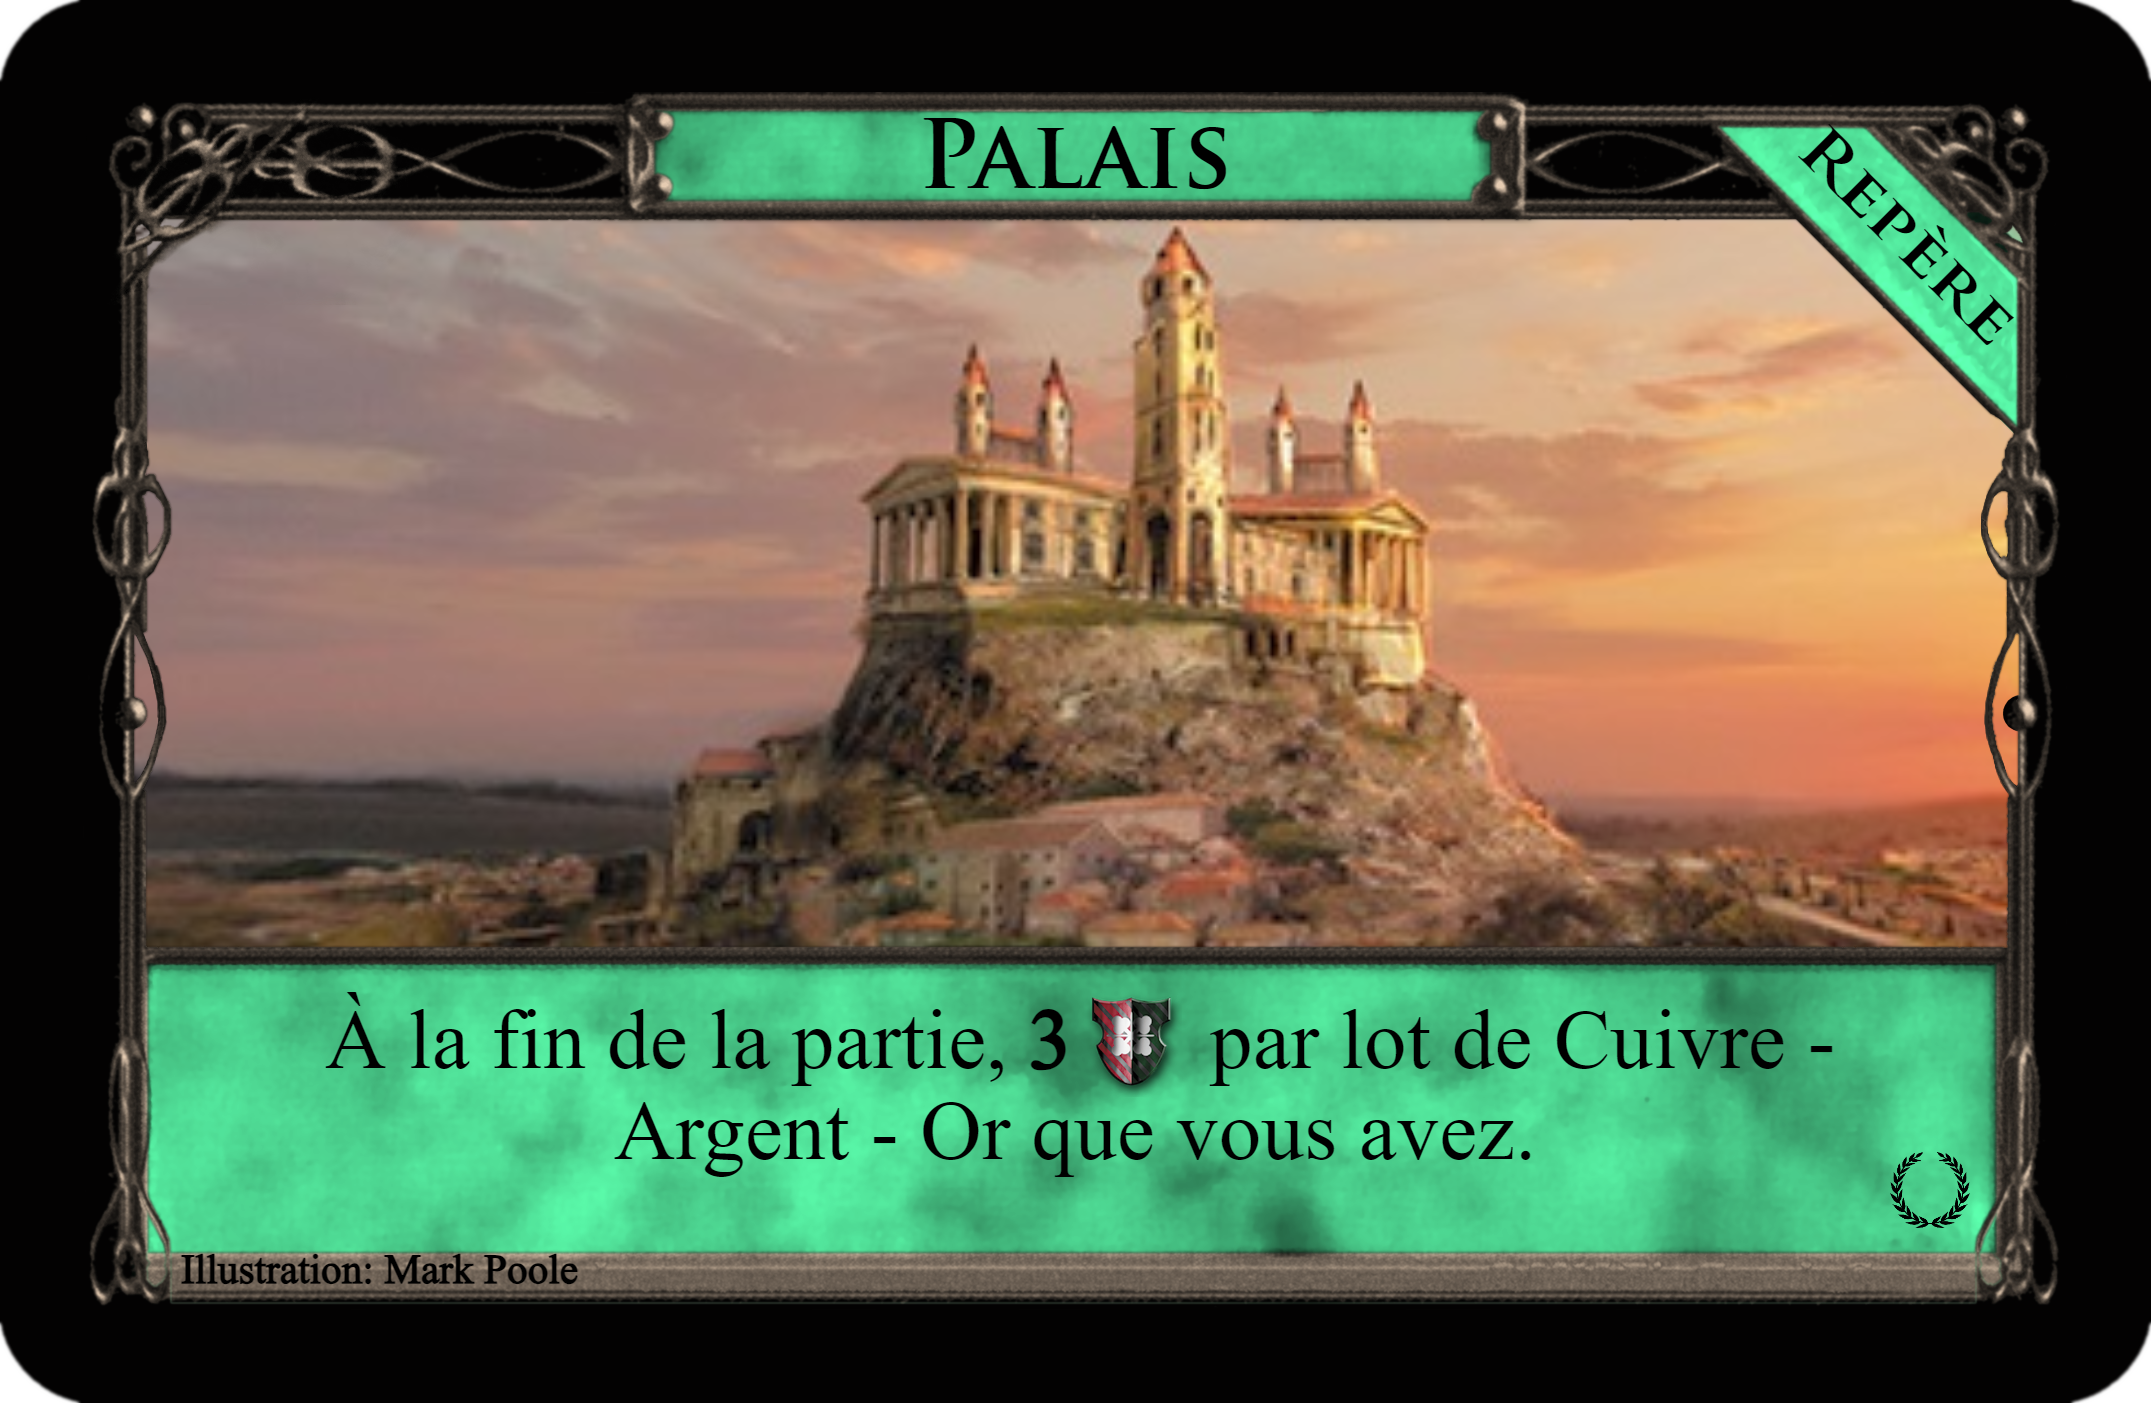 PALAIS
REPÈRE
À la fin de la partie, 3 par lot de Cuivre -
Argent - Or que vous avez.
Illustration: Mark Poole